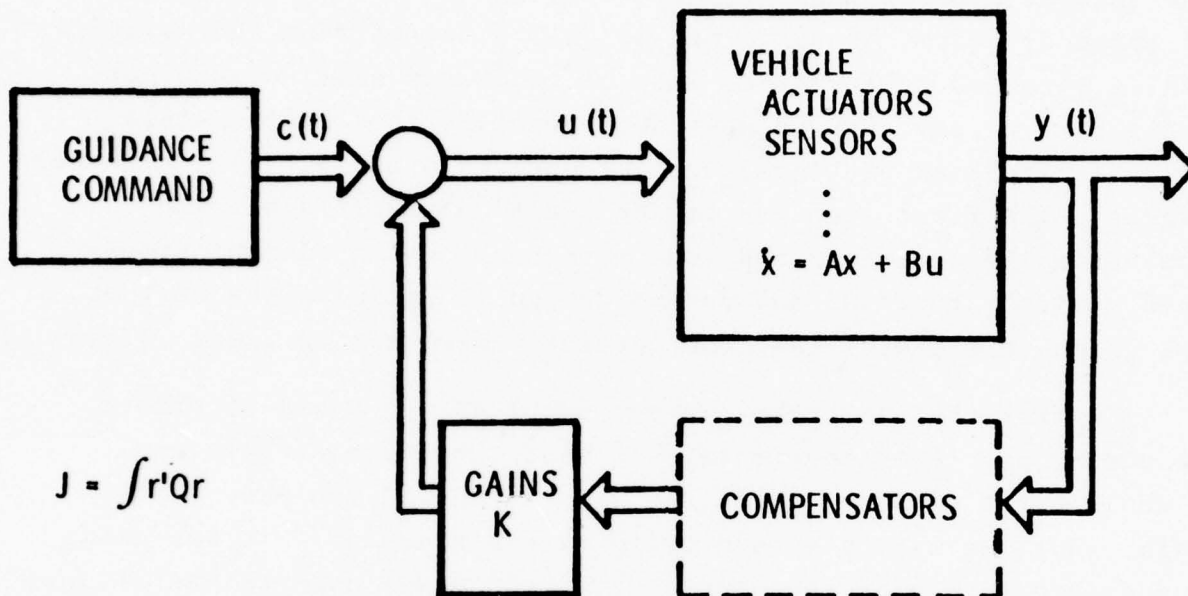 GUIDANCE
COMMAND
c (t)
u (t)
VEHICLE
ACTUATORS
SENSORS
ẋ = Ax + Bu
y (t)
J = ∫r'Qr
GAINS
K
COMPENSATORS